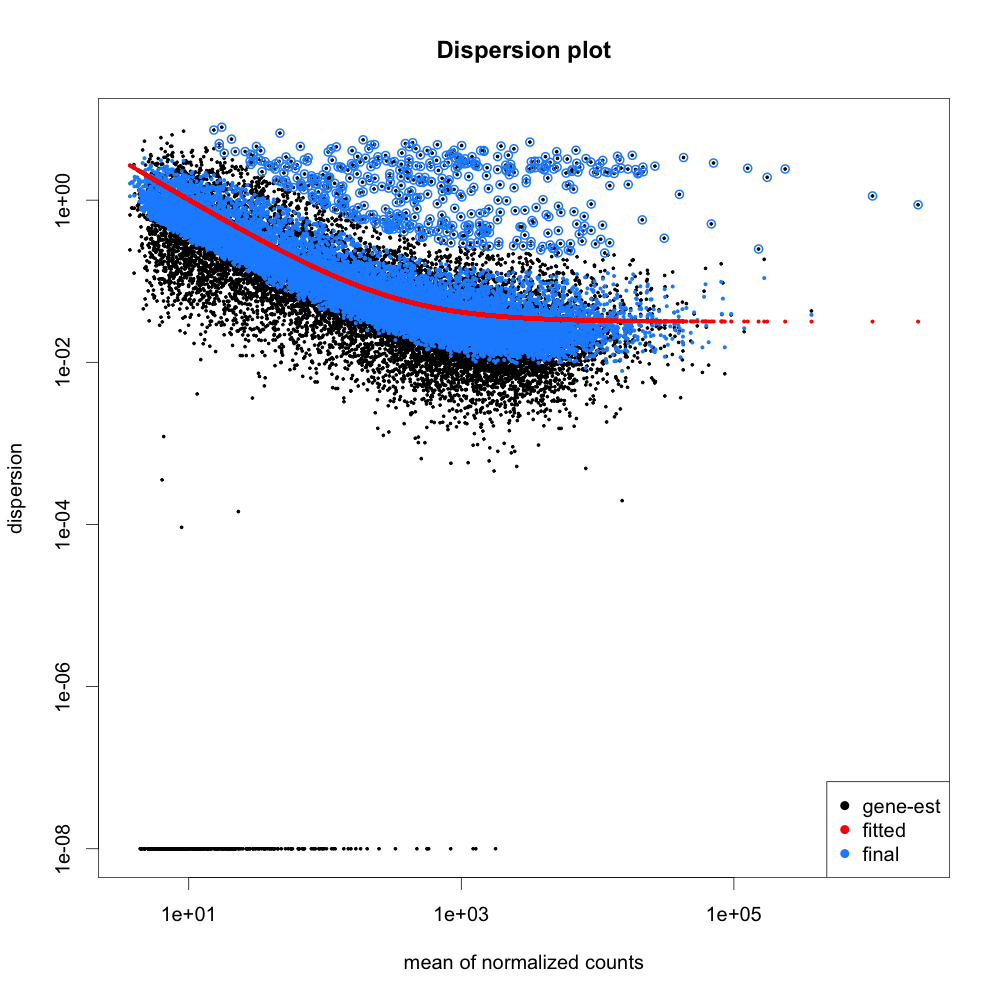 Dispersion plot
dispersion
1e+00
1e-02
1e-04
1e-06
1e-08
gene-est
fitted
final
1e+01
1e+03
1e+05
mean of normalized counts